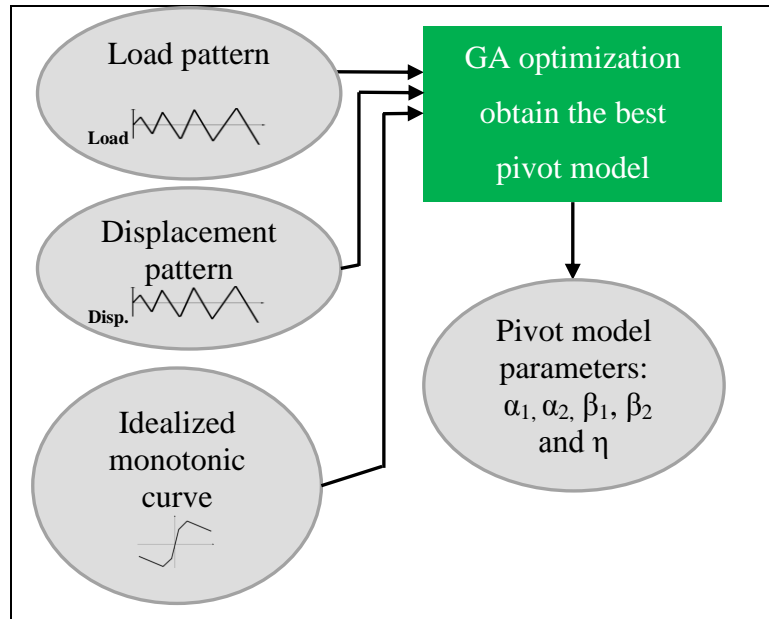 Load pattern
Load
Displacement
pattern
Disp.
Idealized
monotonic
curve
GA optimization
obtain the best
pivot model
Pivot model
parameters:
α₁, α₂, β₁, β₂
and η